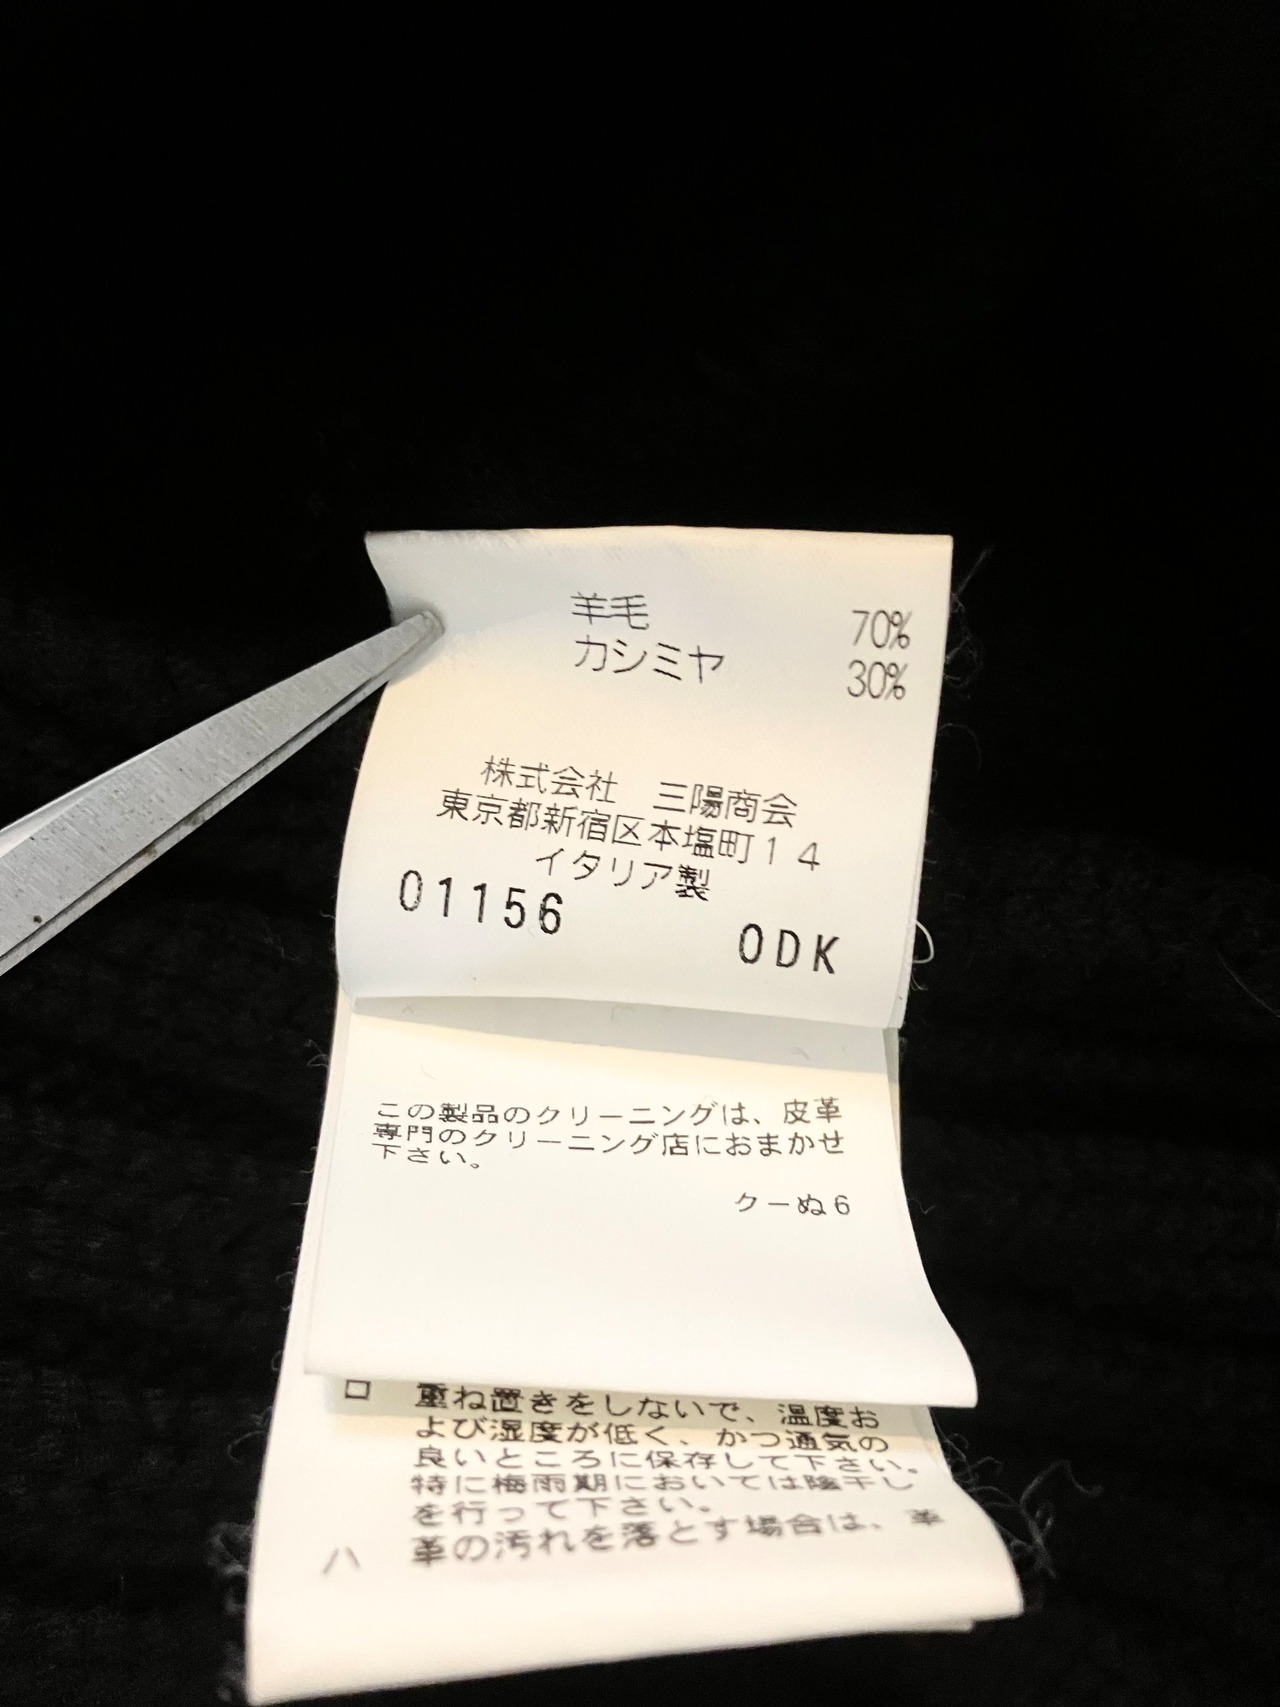 羊毛 70%
カシミヤ 30%
株式会社 三陽商会
東京都新宿区本塩町14
イタリア製
01156 ODK
この製品のクリーニングは、皮革
専門のクリーニング店におまかせ
下さい。
クーぬ6
ロ 重ね置きをしないで、温度お
よび湿度が低く、かつ通気の
良いところに保存して下さい。
特に梅雨期においては陰干し
を行って下さい。
ハ 革の汚れを落とす場合は、革